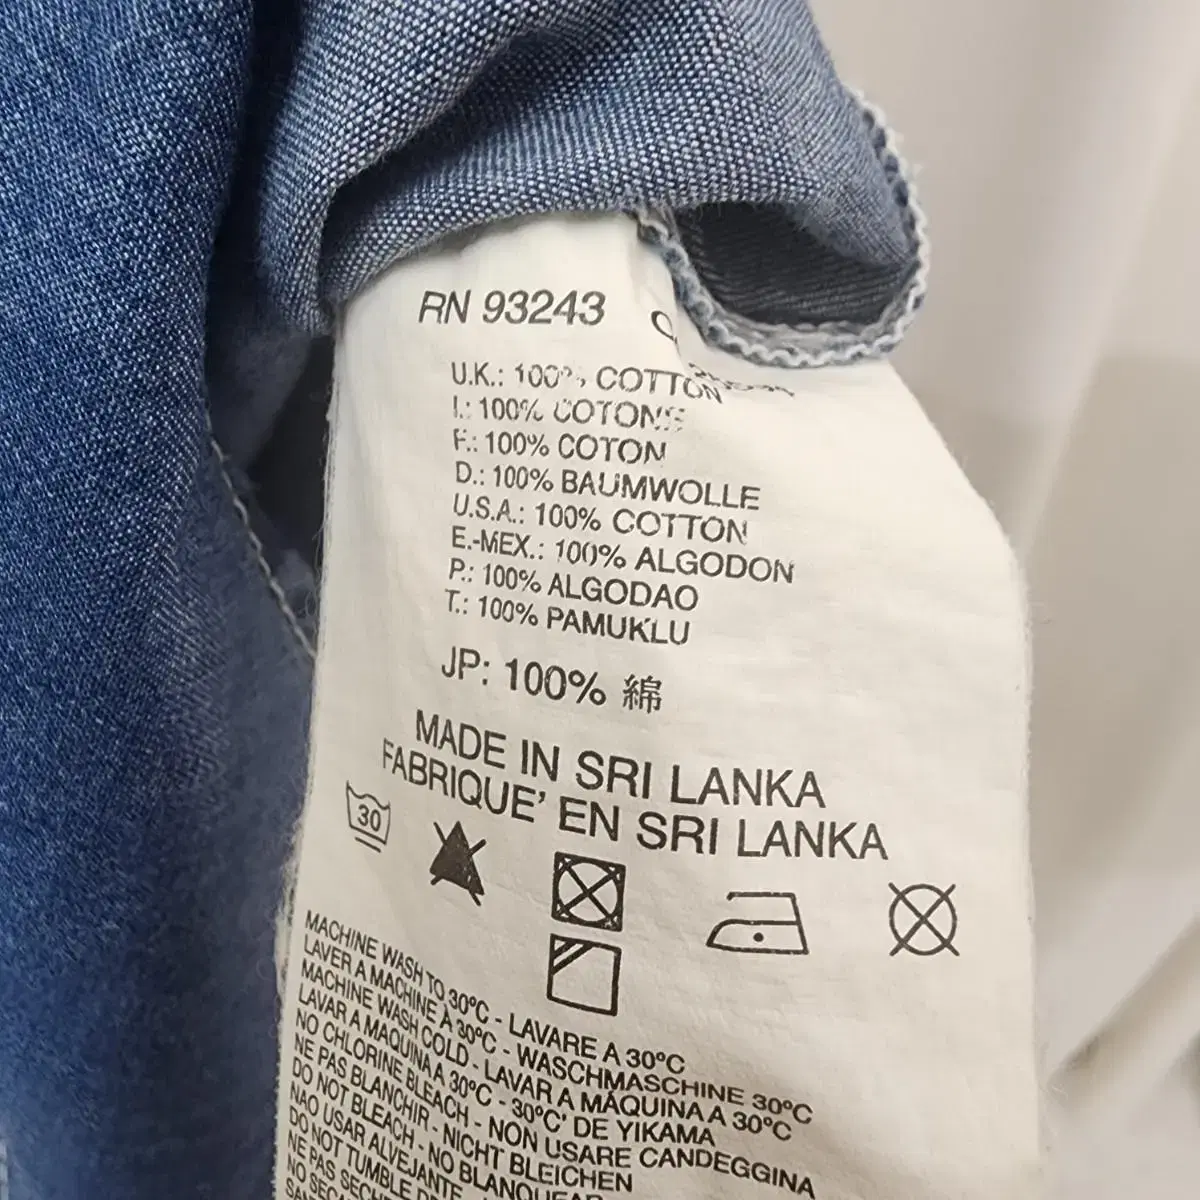 RN 93243
U.K.: 100% COTTON
I.: 100% COTONE
F.: 100% COTON
D.: 100% BAUMWOLLE
U.S.A.: 100% COTTON
E.-MEX.: 100% ALGODON
P.: 100% ALGODAO
T.: 100% PAMUKLU
JP: 100% 綿
MADE IN SRI LANKA
FABRIQUE' EN SRI LANKA
30
MACHINE WASH TO 30°C - LAVARE A 30°C
LAVER A MACHINE À 30°C - WASCHMASCHINE 30°C
MACHINE WASH COLD - LAVAR A MÁQUINA A 30°C
LAVAR A MAQUINA A 30°C - 30°C' DE YIKAMA
NO CHLORINE BLEACH - NON USARE CANDEGGINA
NE PAS BLANCHIR - NICHT BLEICHEN
DO NOT BLEACH - NO BLANQUEAR
NAO USAR ALVEJANTE
DO NOT TUMBLE
NE PAS
NO